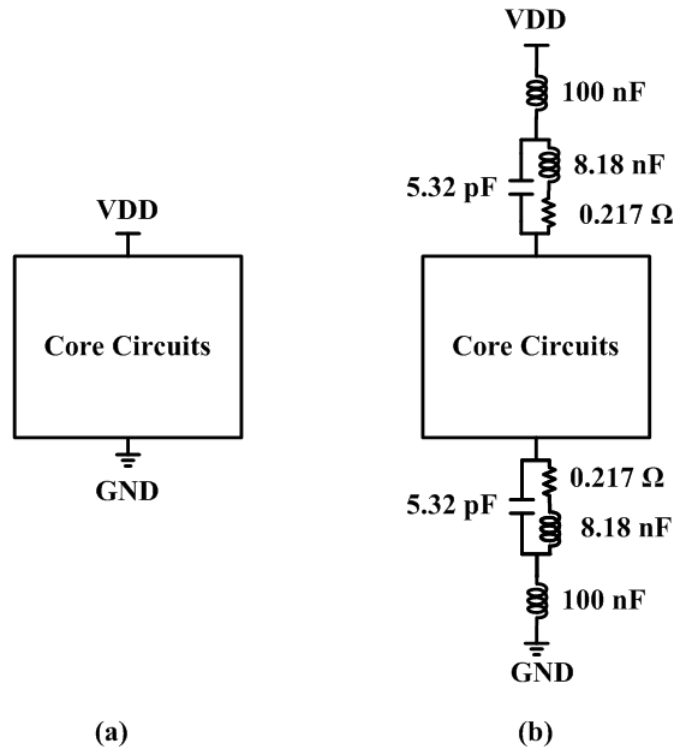 VDD
Core Circuits
GND
(a)
VDD
100 nF
8.18 nF
5.32 pF
0.217 Ω
Core Circuits
0.217 Ω
5.32 pF
8.18 nF
100 nF
GND
(b)